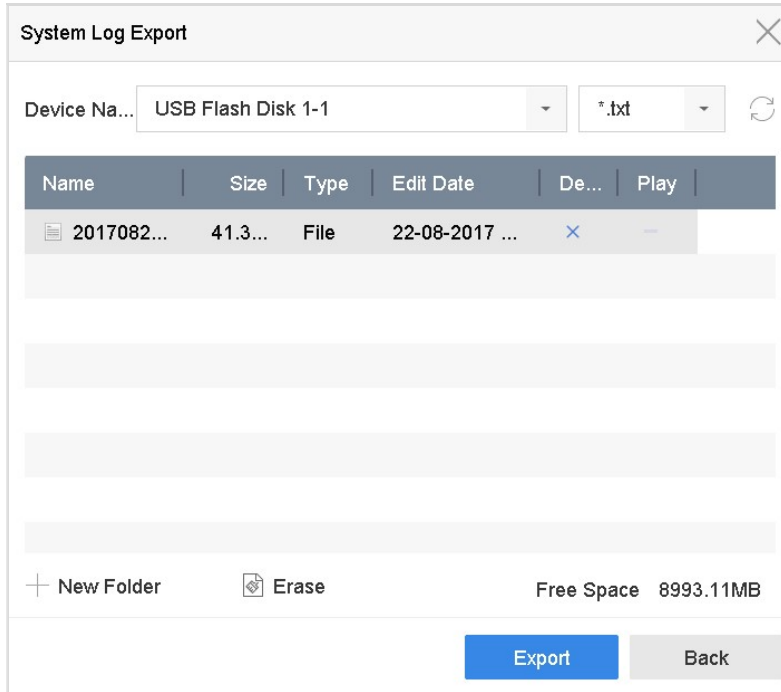 System Log Export
Device Na... USB Flash Disk 1-1 *.txt
Name Size Type Edit Date De... Play
2017082... 41.3... File 22-08-2017 ...
New Folder Erase Free Space 8993.11MB
Export Back